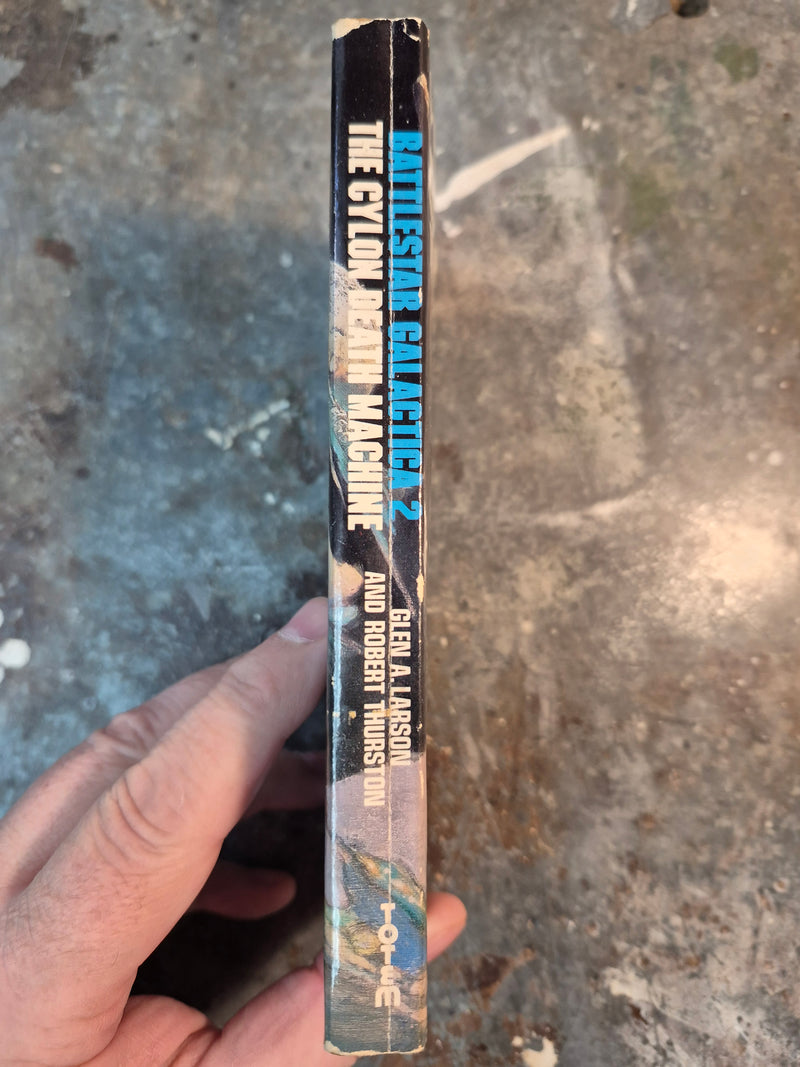 BATTLESTAR GALACTICA 2
THE CYLON DEATH MACHINE
GLEN A. LARSON
AND ROBERT THURSTON
TOTEM